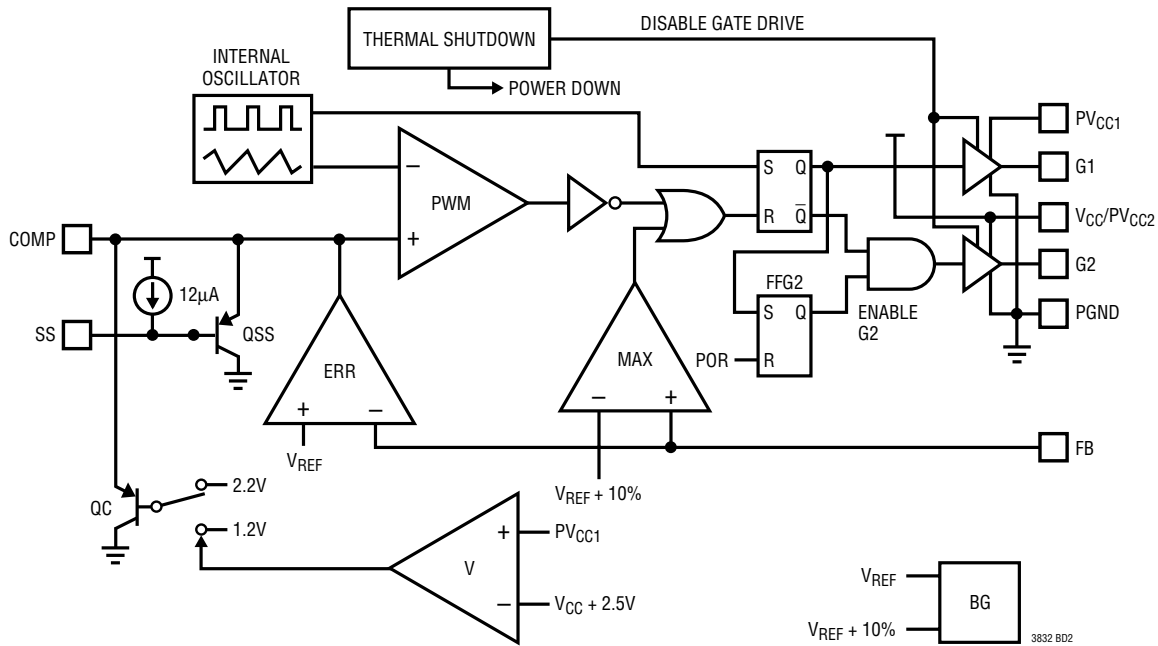 DISABLE GATE DRIVE
THERMAL SHUTDOWN
INTERNAL
OSCILLATOR
POWER DOWN
PVCC1
−
S Q
G1
PWM
R Q̅
VCC/PVCC2
COMP
+
12µA
FFG2
G2
S Q
ENABLE
G2
SS
QSS
PGND
ERR
MAX
POR
R
+ −
− +
VREF
FB
2.2V
VREF + 10%
QC
1.2V
+
PVCC1
V
VREF
BG
−
VCC + 2.5V
VREF + 10%
3832 BD2